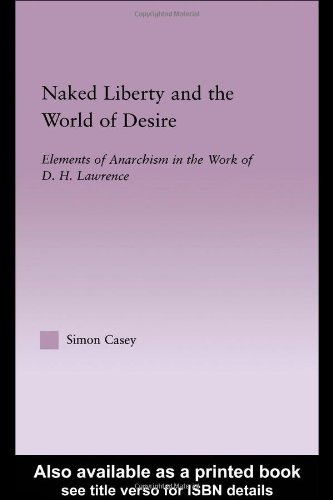 Naked Liberty and the
World of Desire
Elements of Anarchism in the Work of
D. H. Lawrence
Simon Casey
Also available as a printed book
see title verso for ISBN details